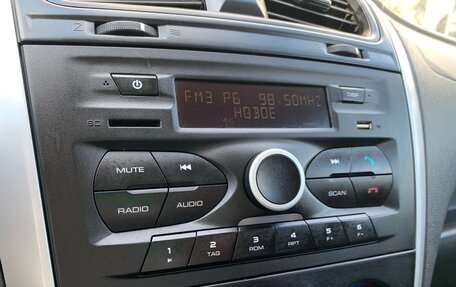 FM3 P6 98.50MHZ
НОВОЕ
DISP
SD
MUTE
SCAN
RADIO
AUDIO
1
2 TAG
3 RDM
4 RPT
5 F+
6 F-